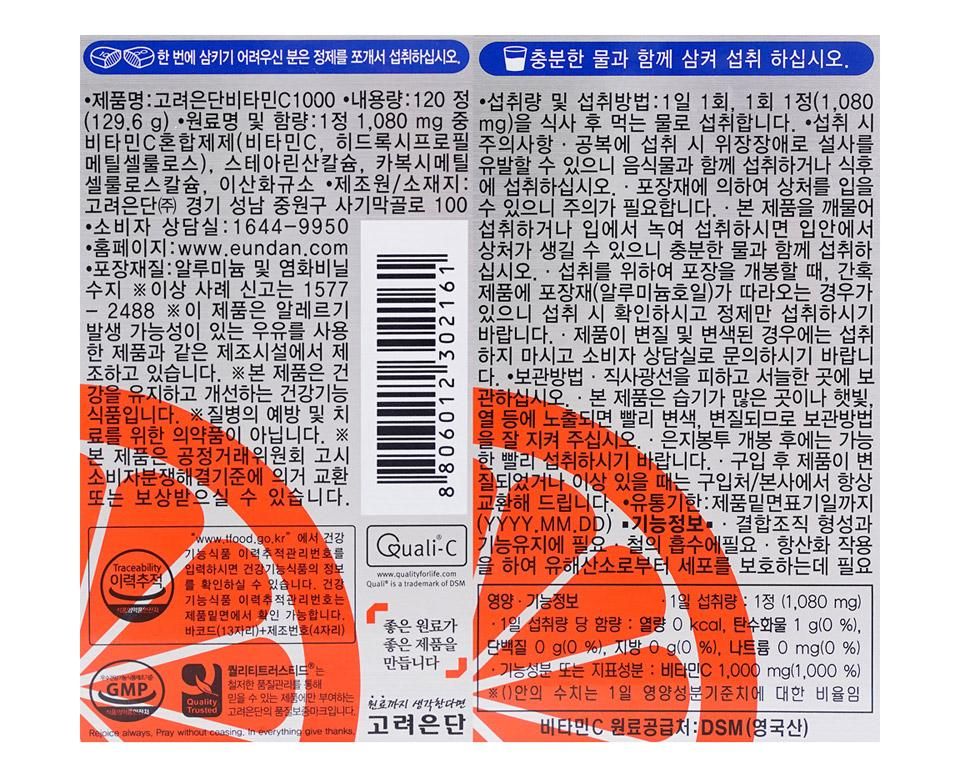 한 번에 삼키기 어려우신 분은 정제를 쪼개서 섭취하십시오.
•제품명:고려은단비타민C1000 •내용량:120 정
(129.6 g) •원료명 및 함량:1정 1,080 mg 중
비타민C혼합제제(비타민C, 히드록시프로필
메틸셀룰로스), 스테아린산칼슘, 카복시메틸
셀룰로스칼슘, 이산화규소 •제조원/소재지:
고려은단㈜ 경기 성남 중원구 사기막골로 100
•소비자 상담실:1644-9950
•홈페이지:www.eundan.com
•포장재질:알루미늄 및 염화비닐
수지 ※이상 사례 신고는 1577
- 2488 ※이 제품은 알레르기
발생 가능성이 있는 우유를 사용
한 제품과 같은 제조시설에서 제
조하고 있습니다. ※본 제품은 건
강을 유지하고 개선하는 건강기능
식품입니다. ※질병의 예방 및 치
료를 위한 의약품이 아닙니다. ※
본 제품은 공정거래위원회 고시
소비자분쟁해결기준에 의거 교환
또는 보상받으실 수 있습니다.
8 806012 302161
Traceability
이력추적
식품의약품안전처
"www.tfood.go.kr" 에서 건강
기능식품 이력추적관리번호를
입력하시면 건강기능식품의 정보
를 확인하실 수 있습니다. 건강
기능식품 이력추적관리번호는
제품밑면에서 확인 가능합니다.
바코드(13자리)+제조번호(4자리)
GMP
식품의약품안전처
Quality
Trusted
퀄리티트러스티드®는
철저한 품질관리를 통해
믿을 수 있는 제품에만 부여하는
고려은단의 품질보증마크입니다.
Rejoice always, Pray without ceasing, In everything give thanks.
Quali®-C
www.qualityforlife.com
Quali® is a trademark of DSM
좋은 원료가
좋은 제품을
만듭니다
원료까지 생각한다면
고려은단
충분한 물과 함께 삼켜 섭취 하십시오.
•섭취량 및 섭취방법:1일 1회, 1회 1정(1,080
mg)을 식사 후 먹는 물로 섭취합니다. •섭취 시
주의사항 · 공복에 섭취 시 위장장애로 설사를
유발할 수 있으니 음식물과 함께 섭취하거나 식후
에 섭취하십시오. · 포장재에 의하여 상처를 입을
수 있으니 주의가 필요합니다. · 본 제품을 깨물어
섭취하거나 입에서 녹여 섭취하시면 입안에서
상처가 생길 수 있으니 충분한 물과 함께 섭취하
십시오. · 섭취를 위하여 포장을 개봉할 때, 간혹
제품에 포장재(알루미늄호일)가 따라오는 경우가
있으니 섭취 시 확인하시고 정제만 섭취하시기
바랍니다. · 제품이 변질 및 변색된 경우에는 섭취
하지 마시고 소비자 상담실로 문의하시기 바랍니
다. •보관방법 · 직사광선을 피하고 서늘한 곳에 보
관하십시오. · 본 제품은 습기가 많은 곳이나 햇빛,
열 등에 노출되면 빨리 변색, 변질되므로 보관방법
을 잘 지켜 주십시오. · 은지봉투 개봉 후에는 가능
한 빨리 섭취하시기 바랍니다. · 구입 후 제품이 변
질되었거나 이상 있을 때는 구입처/본사에서 항상
교환해 드립니다. •유통기한:제품밑면표기일까지
(YYYY.MM.DD) ▪기능정보▪ · 결합조직 형성과
기능유지에 필요 · 철의 흡수에필요 · 항산화 작용
을 하여 유해산소로부터 세포를 보호하는데 필요
영양·기능정보 · 1일 섭취량 : 1정 (1,080 mg)
· 1일 섭취량 당 함량 : 열량 0 kcal, 탄수화물 1 g(0 %),
단백질 0 g(0 %), 지방 0 g(0 %), 나트륨 0 mg(0 %)
· 기능성분 또는 지표성분 : 비타민C 1,000 mg(1,000 %)
※()안의 수치는 1일 영양성분기준치에 대한 비율임
비타민C 원료공급처:DSM(영국산)